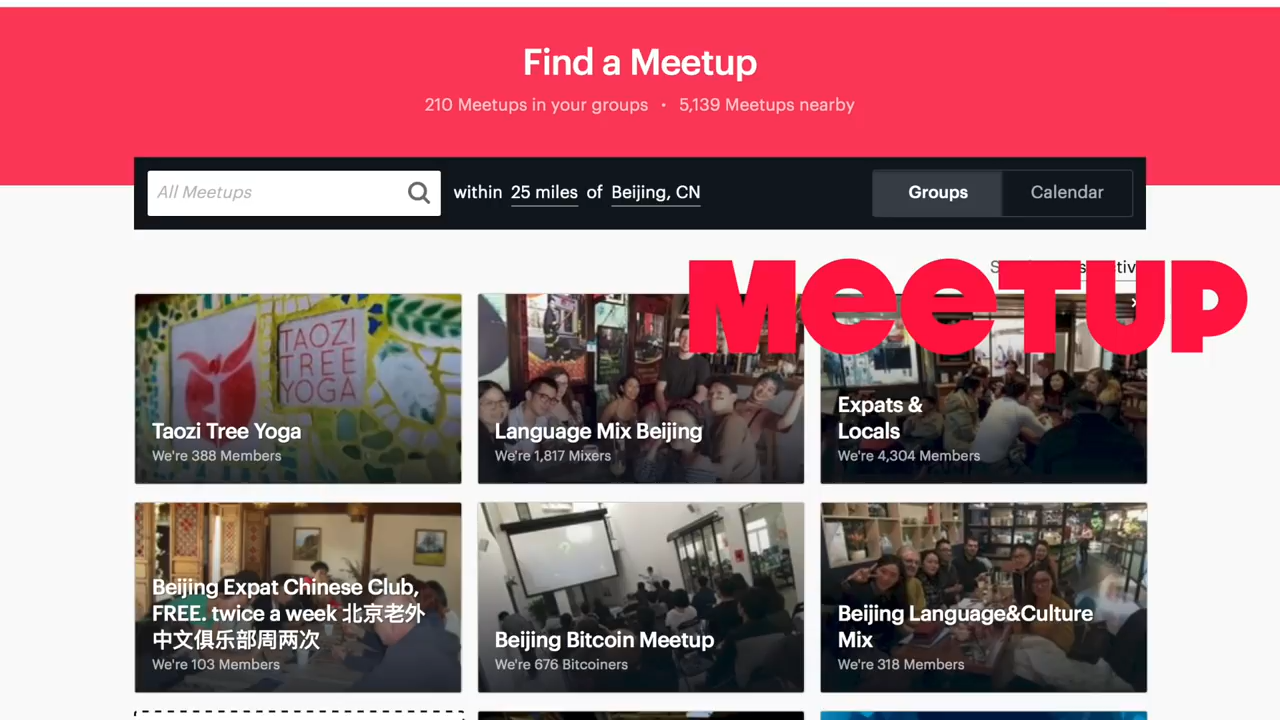 Find a Meetup
210 Meetups in your groups • 5,139 Meetups nearby
All Meetups
within 25 miles of Beijing, CN
Groups
Calendar
MEETUP
TAOZI
TREE
YOGA
Taozi Tree Yoga
We're 388 Members
Language Mix Beijing
We're 1,817 Mixers
Expats &
Locals
We're 4,304 Members
Beijing Expat Chinese Club,
FREE. twice a week 北京老外
中文俱乐部周两次
We're 103 Members
Beijing Bitcoin Meetup
We're 676 Bitcoiners
Beijing Language&Culture
Mix
We're 318 Members